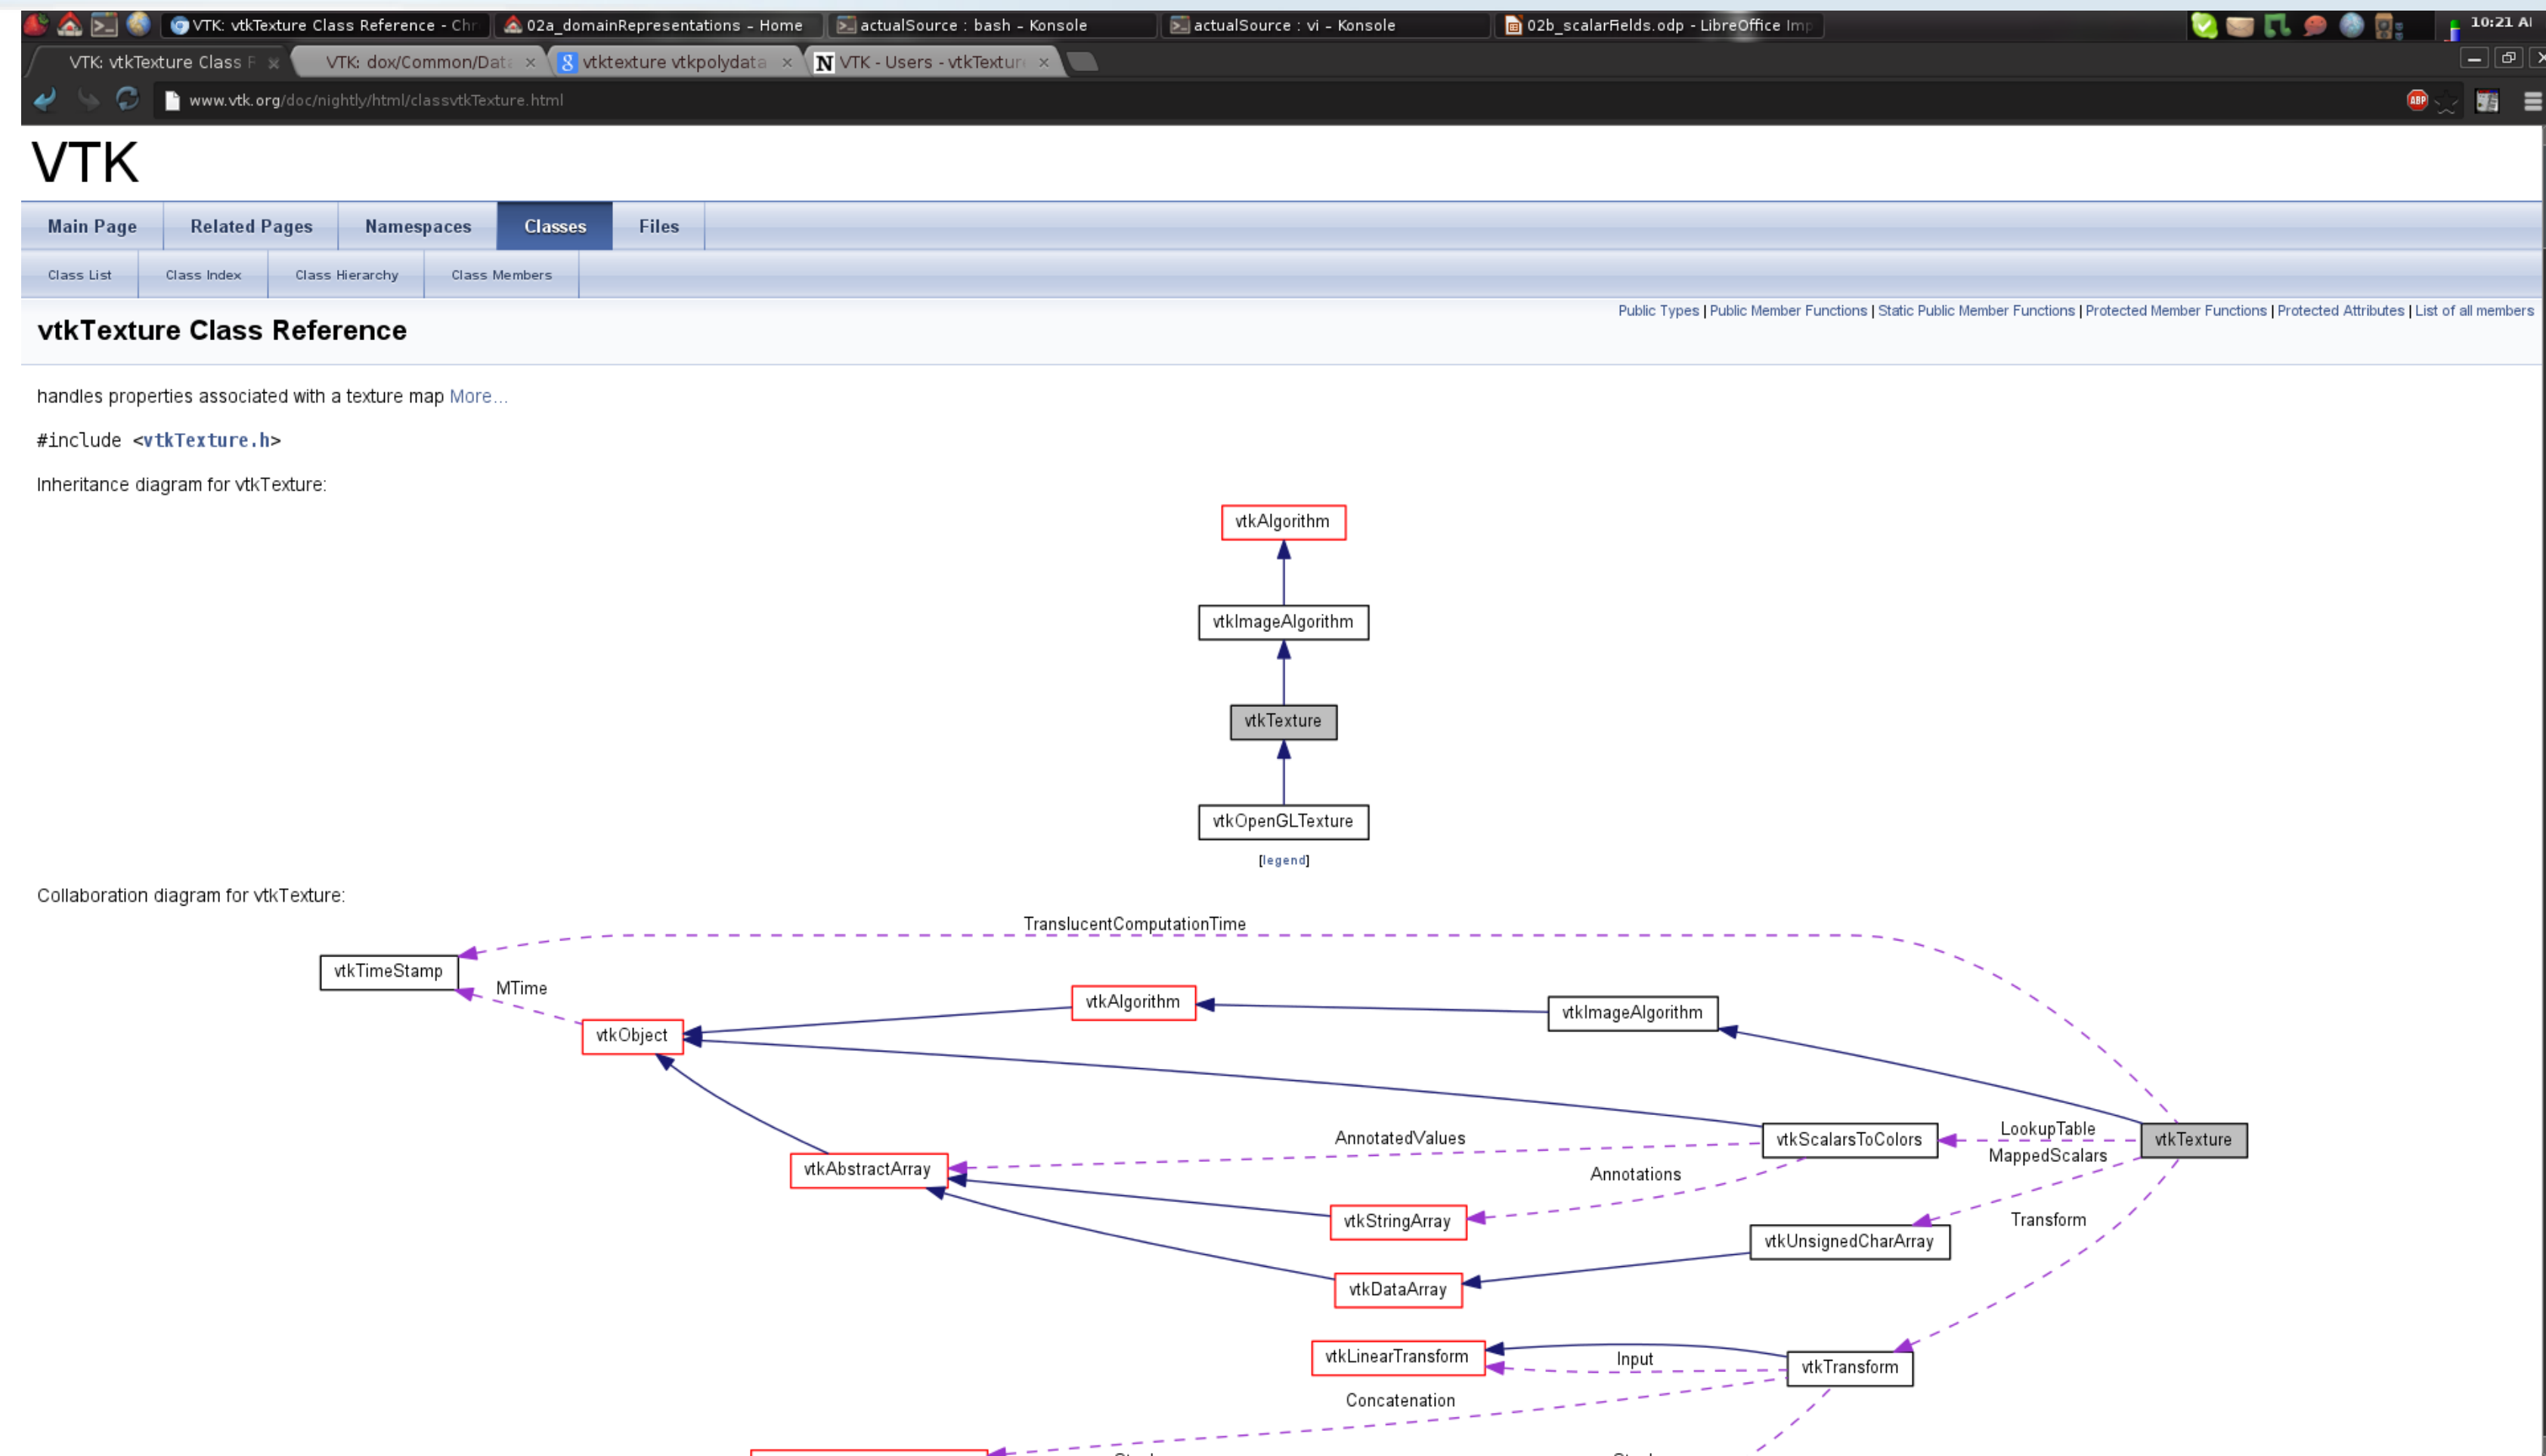 VTK: vtkTexture Class Reference - Chr 02a_domainRepresentations - Home actualSource : bash - Konsole actualSource : vi - Konsole 02b_scalarFields.odp - LibreOffice Imp 10:21 AM
VTK: vtkTexture Class R VTK: dox/Common/Data vtktexture vtkpolydata VTK - Users - vtkTexture
www.vtk.org/doc/nightly/html/classvtkTexture.html ABP
VTK
Main Page Related Pages Namespaces Classes Files
Class List Class Index Class Hierarchy Class Members
Public Types | Public Member Functions | Static Public Member Functions | Protected Member Functions | Protected Attributes | List of all members
vtkTexture Class Reference
handles properties associated with a texture map More...
#include <vtkTexture.h>
Inheritance diagram for vtkTexture:
vtkAlgorithm
vtkImageAlgorithm
vtkTexture
vtkOpenGLTexture
[legend]
Collaboration diagram for vtkTexture:
TranslucentComputationTime
vtkTimeStamp
MTime
vtkAlgorithm
vtkImageAlgorithm
vtkObject
LookupTable
AnnotatedValues
vtkScalarsToColors
vtkTexture
MappedScalars
vtkAbstractArray
Annotations
vtkStringArray
Transform
vtkUnsignedCharArray
vtkDataArray
vtkLinearTransform
Input
vtkTransform
Concatenation